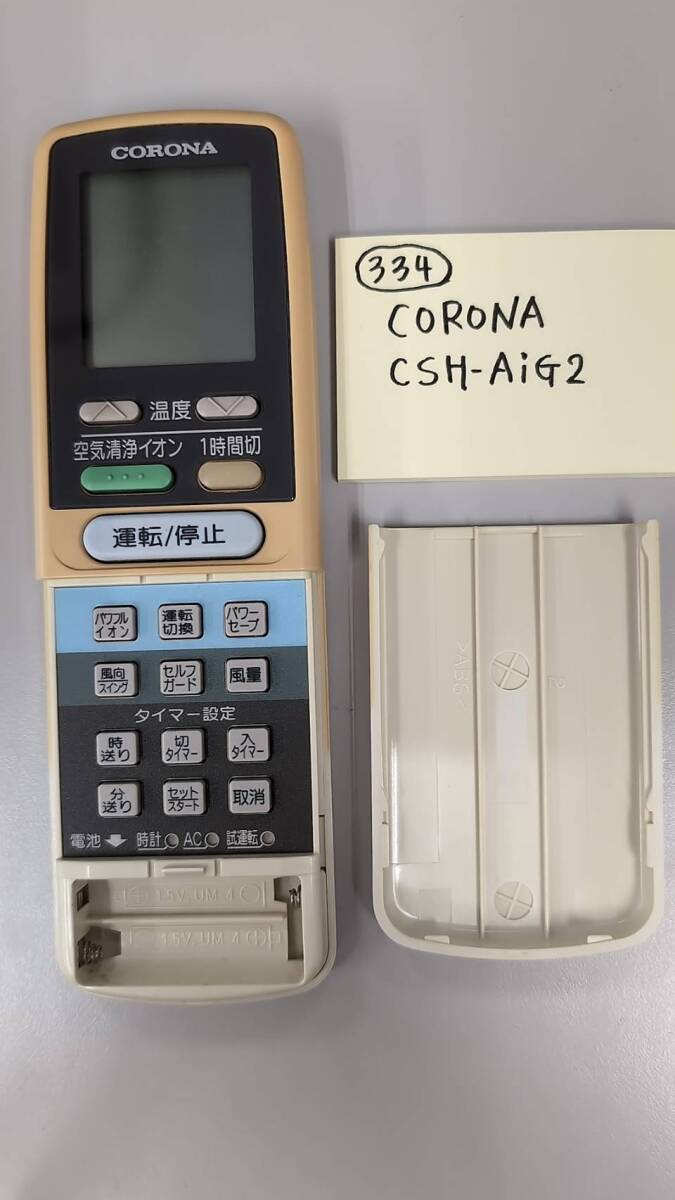 CORONA
温度
空気清浄イオン 1時間切
運転/停止
パワフル
イオン
運転
切換
パワー
セーブ
風向
スイング
セルフ
ガード
風量
タイマー設定
時
送り
切
タイマー
入
タイマー
分
送り
セット
スタート
取消
電池 時計 AC 試運転
1.5V UM 4
1.5V UM 4
334
CORONA
CSH-AiG2
>ABS<
2